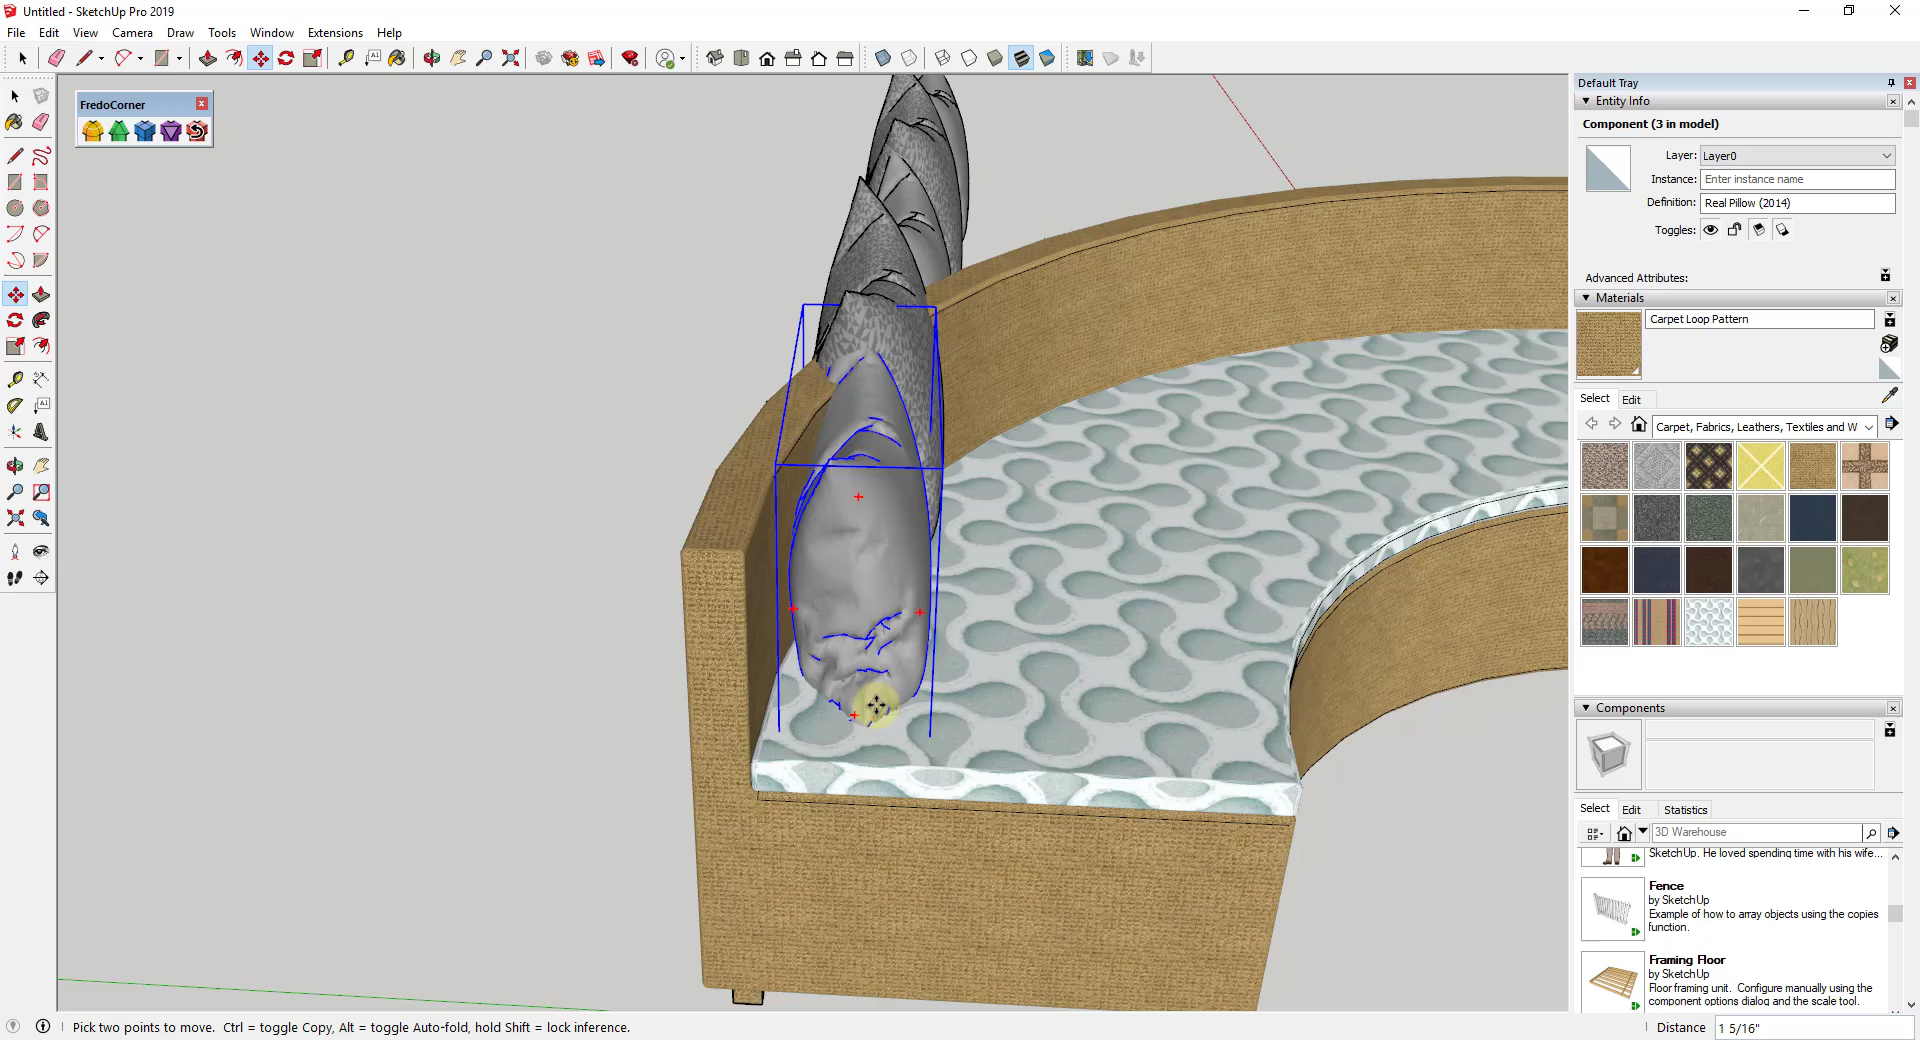 Untitled - SketchUp Pro 2019
File Edit View Camera Draw Tools Window Extensions Help
FredoCorner
Default Tray
Entity Info
Component (3 in model)
Layer: Layer0
Instance: Enter instance name
Definition: Real Pillow (2014)
Toggles:
Advanced Attributes:
Materials
Carpet Loop Pattern
Select Edit
Carpet, Fabrics, Leathers, Textiles and W
Components
Select Edit Statistics
3D Warehouse
SketchUp. He loved spending time with his wife...
Fence
by SketchUp
Example of how to array objects using the copies
function.
Framing Floor
by SketchUp
Floor framing unit. Configure manually using the
component options dialog and the scale tool.
Pick two points to move. Ctrl = toggle Copy, Alt = toggle Auto-fold, hold Shift = lock inference.
Distance 1 5/16"